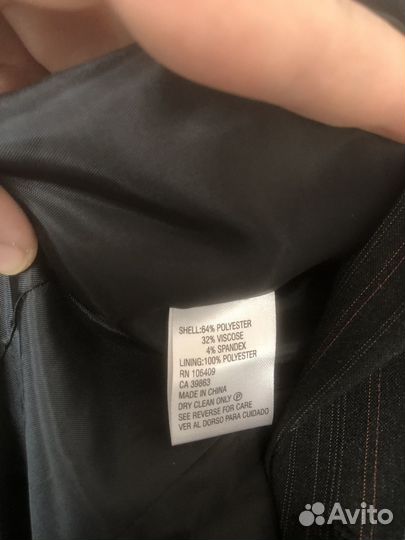 SHELL:64% POLYESTER
32% VISCOSE
4% SPANDEX
LINING:100% POLYESTER
RN 106409
CA 39863
MADE IN CHINA
DRY CLEAN ONLY Ⓟ
SEE REVERSE FOR CARE
VER AL DORSO PARA CUIDADO
Avito